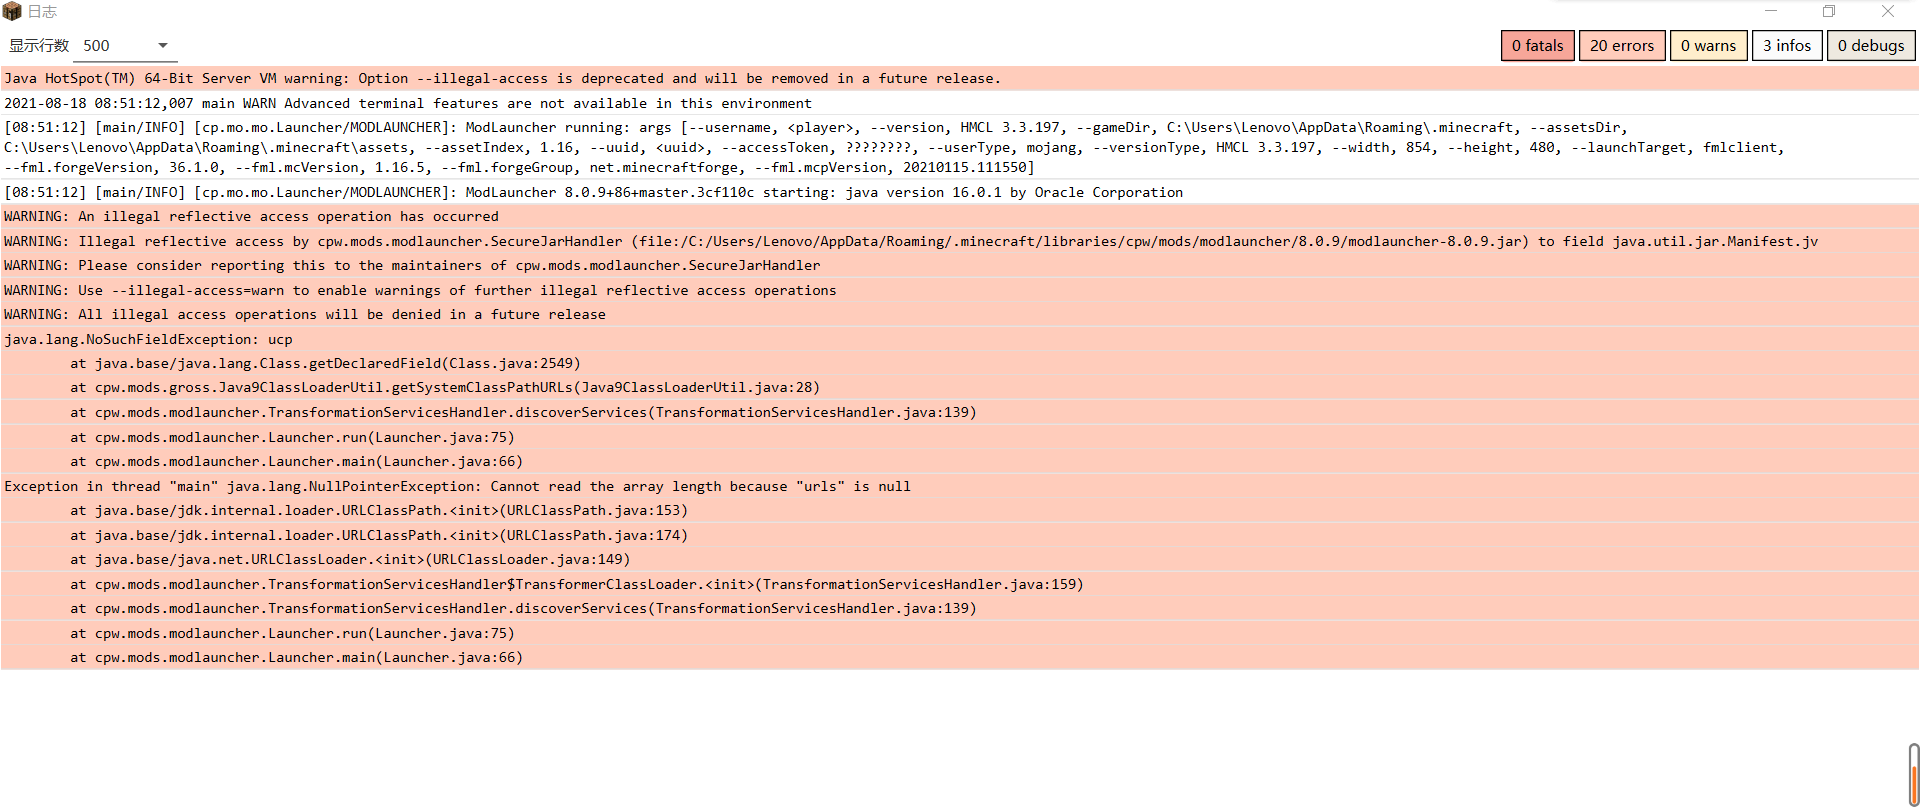 日志
显示行数 500
0 fatals 20 errors 0 warns 3 infos 0 debugs
Java HotSpot(TM) 64-Bit Server VM warning: Option --illegal-access is deprecated and will be removed in a future release.
2021-08-18 08:51:12,007 main WARN Advanced terminal features are not available in this environment
[08:51:12] [main/INFO] [cp.mo.mo.Launcher/MODLAUNCHER]: ModLauncher running: args [--username, <player>, --version, HMCL 3.3.197, --gameDir, C:\Users\Lenovo\AppData\Roaming\.minecraft, --assetsDir,
C:\Users\Lenovo\AppData\Roaming\.minecraft\assets, --assetIndex, 1.16, --uuid, <uuid>, --accessToken, ????????, --userType, mojang, --versionType, HMCL 3.3.197, --width, 854, --height, 480, --launchTarget, fmlclient,
--fml.forgeVersion, 36.1.0, --fml.mcVersion, 1.16.5, --fml.forgeGroup, net.minecraftforge, --fml.mcpVersion, 20210115.111550]
[08:51:12] [main/INFO] [cp.mo.mo.Launcher/MODLAUNCHER]: ModLauncher 8.0.9+86+master.3cf110c starting: java version 16.0.1 by Oracle Corporation
WARNING: An illegal reflective access operation has occurred
WARNING: Illegal reflective access by cpw.mods.modlauncher.SecureJarHandler (file:/C:/Users/Lenovo/AppData/Roaming/.minecraft/libraries/cpw/mods/modlauncher/8.0.9/modlauncher-8.0.9.jar) to field java.util.jar.Manifest.jv
WARNING: Please consider reporting this to the maintainers of cpw.mods.modlauncher.SecureJarHandler
WARNING: Use --illegal-access=warn to enable warnings of further illegal reflective access operations
WARNING: All illegal access operations will be denied in a future release
java.lang.NoSuchFieldException: ucp
at java.base/java.lang.Class.getDeclaredField(Class.java:2549)
at cpw.mods.gross.Java9ClassLoaderUtil.getSystemClassPathURLs(Java9ClassLoaderUtil.java:28)
at cpw.mods.modlauncher.TransformationServicesHandler.discoverServices(TransformationServicesHandler.java:139)
at cpw.mods.modlauncher.Launcher.run(Launcher.java:75)
at cpw.mods.modlauncher.Launcher.main(Launcher.java:66)
Exception in thread "main" java.lang.NullPointerException: Cannot read the array length because "urls" is null
at java.base/jdk.internal.loader.URLClassPath.<init>(URLClassPath.java:153)
at java.base/jdk.internal.loader.URLClassPath.<init>(URLClassPath.java:174)
at java.base/java.net.URLClassLoader.<init>(URLClassLoader.java:149)
at cpw.mods.modlauncher.TransformationServicesHandler$TransformerClassLoader.<init>(TransformationServicesHandler.java:159)
at cpw.mods.modlauncher.TransformationServicesHandler.discoverServices(TransformationServicesHandler.java:139)
at cpw.mods.modlauncher.Launcher.run(Launcher.java:75)
at cpw.mods.modlauncher.Launcher.main(Launcher.java:66)